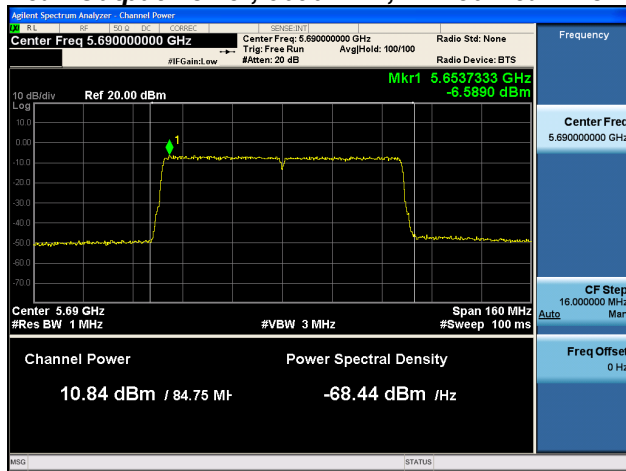 Agilent Spectrum Analyzer - Channel Power
RL RF 50 Ω DC CORREC SENSE:INT
Center Freq 5.690000000 GHz
#IFGain:Low
Center Freq: 5.690000000 GHz
Trig: Free Run Avg|Hold: 100/100
#Atten: 20 dB
Radio Std: None
Radio Device: BTS
Frequency
Mkr1 5.6537333 GHz
-6.5890 dBm
10 dB/div Ref 20.00 dBm
Log
10.0
0.00
-10.0
-20.0
-30.0
-40.0
-50.0
-60.0
-70.0
1
Center 5.69 GHz Span 160 MHz
#Res BW 1 MHz #VBW 3 MHz #Sweep 100 ms
Channel Power
10.84 dBm / 84.75 MH
Power Spectral Density
-68.44 dBm /Hz
Center Freq
5.690000000 GHz
CF Step
16.000000 MHz
Auto Man
Freq Offset
0 Hz
MSG STATUS